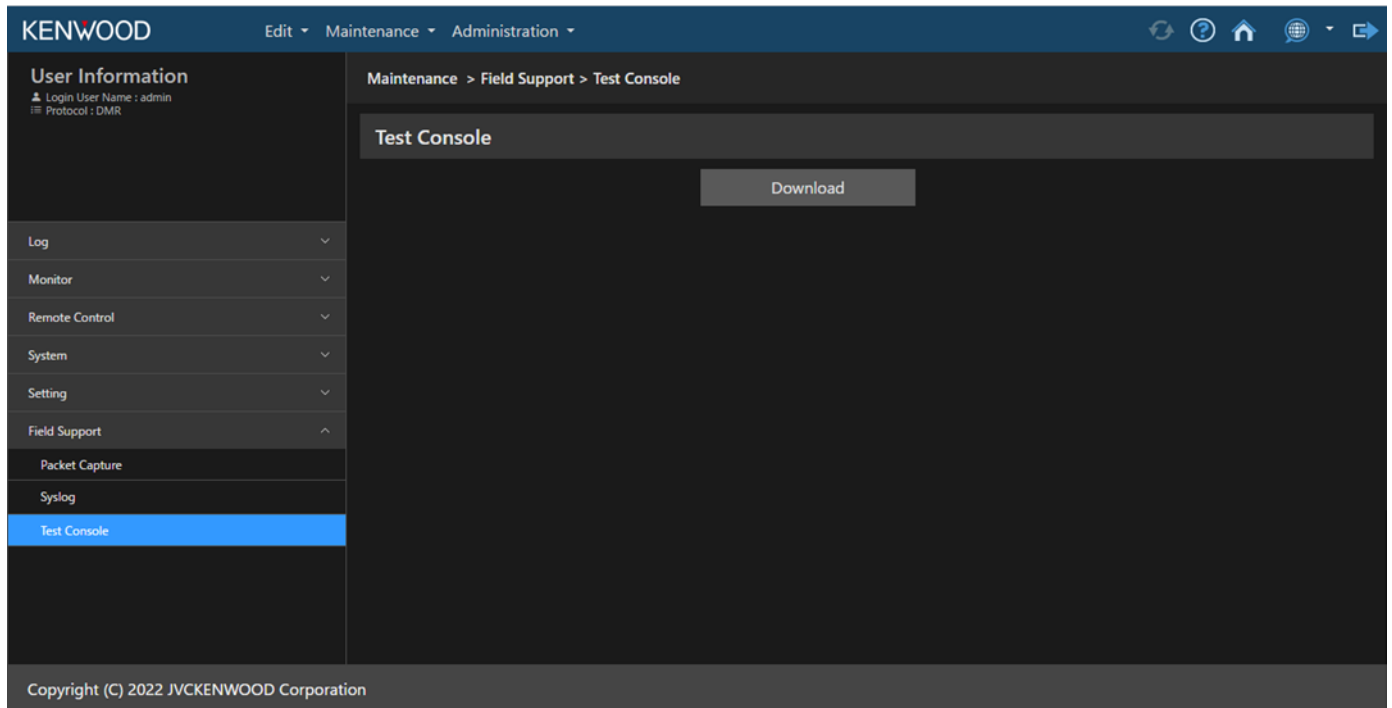 KENWOOD Edit Maintenance Administration
User Information
Login User Name : admin
Protocol : DMR
Maintenance > Field Support > Test Console
Test Console
Download
Log
Monitor
Remote Control
System
Setting
Field Support
Packet Capture
Syslog
Test Console
Copyright (C) 2022 JVCKENWOOD Corporation